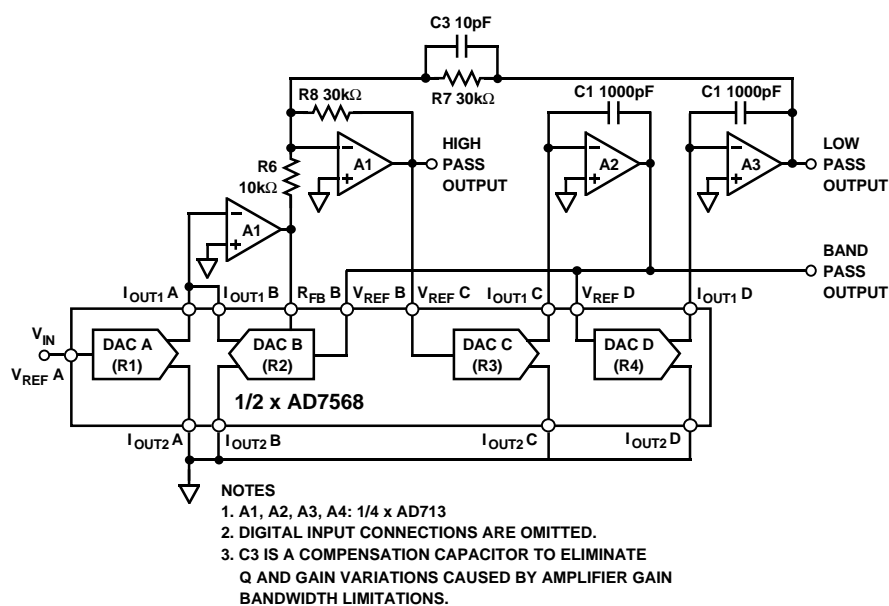 C3 10pF
R8 30kΩ
R7 30kΩ
C1 1000pF
C1 1000pF
R6
10kΩ
A1
HIGH
PASS
OUTPUT
A2
A3
LOW
PASS
OUTPUT
A1
BAND
PASS
OUTPUT
IOUT1 A
IOUT1 B
RFB B
VREF B
VREF C
IOUT1 C
VREF D
IOUT1 D
VIN
VREF A
DAC A
(R1)
DAC B
(R2)
DAC C
(R3)
DAC D
(R4)
1/2 x AD7568
IOUT2 A
IOUT2 B
IOUT2 C
IOUT2 D
NOTES
1. A1, A2, A3, A4: 1/4 x AD713
2. DIGITAL INPUT CONNECTIONS ARE OMITTED.
3. C3 IS A COMPENSATION CAPACITOR TO ELIMINATE
Q AND GAIN VARIATIONS CAUSED BY AMPLIFIER GAIN
BANDWIDTH LIMITATIONS.